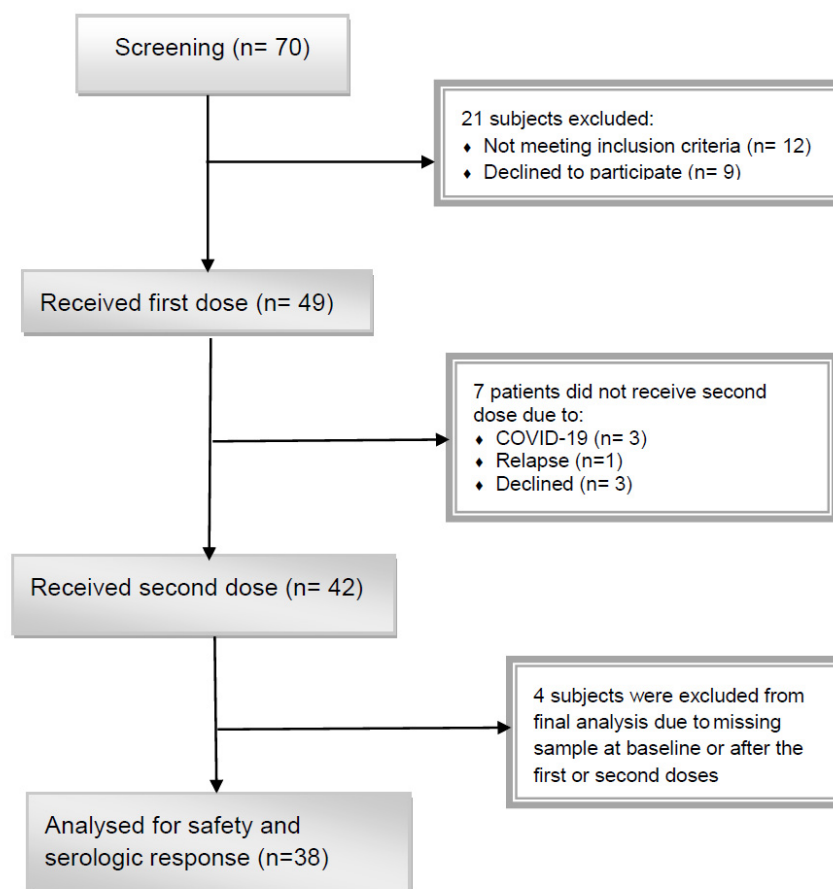 Screening (n= 70)
21 subjects excluded:
♦ Not meeting inclusion criteria (n= 12)
♦ Declined to participate (n= 9)
Received first dose (n= 49)
7 patients did not receive second
dose due to:
♦ COVID-19 (n= 3)
♦ Relapse (n=1)
♦ Declined (n= 3)
Received second dose (n= 42)
4 subjects were excluded from
final analysis due to missing
sample at baseline or after the
first or second doses
Analysed for safety and
serologic response (n=38)